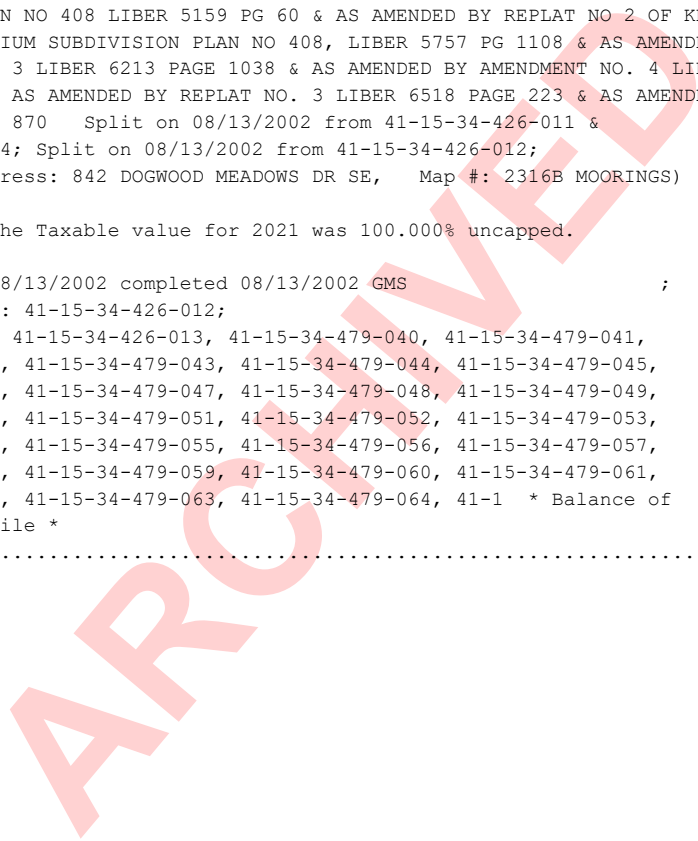 N NO 408 LIBER 5159 PG 60 & AS AMENDED BY REPLAT NO 2 OF
IUM SUBDIVISION PLAN NO 408, LIBER 5757 PG 1108 & AS AMEND
3 LIBER 6213 PAGE 1038 & AS AMENDED BY AMENDMENT NO. 4
AS AMENDED BY REPLAT NO. 3 LIBER 6518 PAGE 223 & AS AMEND
870 Split on 08/13/2002 from 41-15-34-426-011 &
4; Split on 08/13/2002 from 41-15-34-426-012;
ress: 842 DOGWOOD MEADOWS DR SE, Map #: 2316B MOORINGS)
he Taxable value for 2021 was 100.000% uncapped.
8/13/2002 completed 08/13/2002 GMS ;
: 41-15-34-426-012;
41-15-34-426-013, 41-15-34-479-040, 41-15-34-479-041,
, 41-15-34-479-043, 41-15-34-479-044, 41-15-34-479-045,
, 41-15-34-479-047, 41-15-34-479-048, 41-15-34-479-049,
, 41-15-34-479-051, 41-15-34-479-052, 41-15-34-479-053,
, 41-15-34-479-055, 41-15-34-479-056, 41-15-34-479-057,
, 41-15-34-479-059, 41-15-34-479-060, 41-15-34-479-061,
, 41-15-34-479-063, 41-15-34-479-064, 41-1 * Balance of
ile *
.........................................................
ARCHIVED